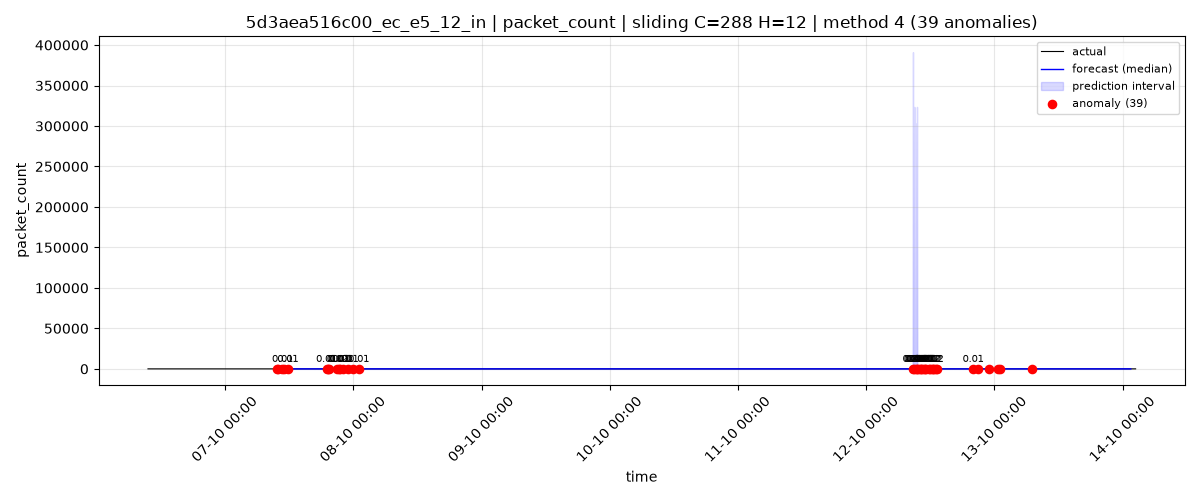 5d3aea516c00_ec_e5_12_in | packet_count | sliding C=288 H=12 | method 4 (39 anomalies)
packet_count
400000
350000
300000
250000
200000
150000
100000
50000
0
actual
forecast (median)
prediction interval
anomaly (39)
0.01
07-10 00:00
08-10 00:00
09-10 00:00
10-10 00:00
11-10 00:00
12-10 00:00
13-10 00:00
14-10 00:00
time